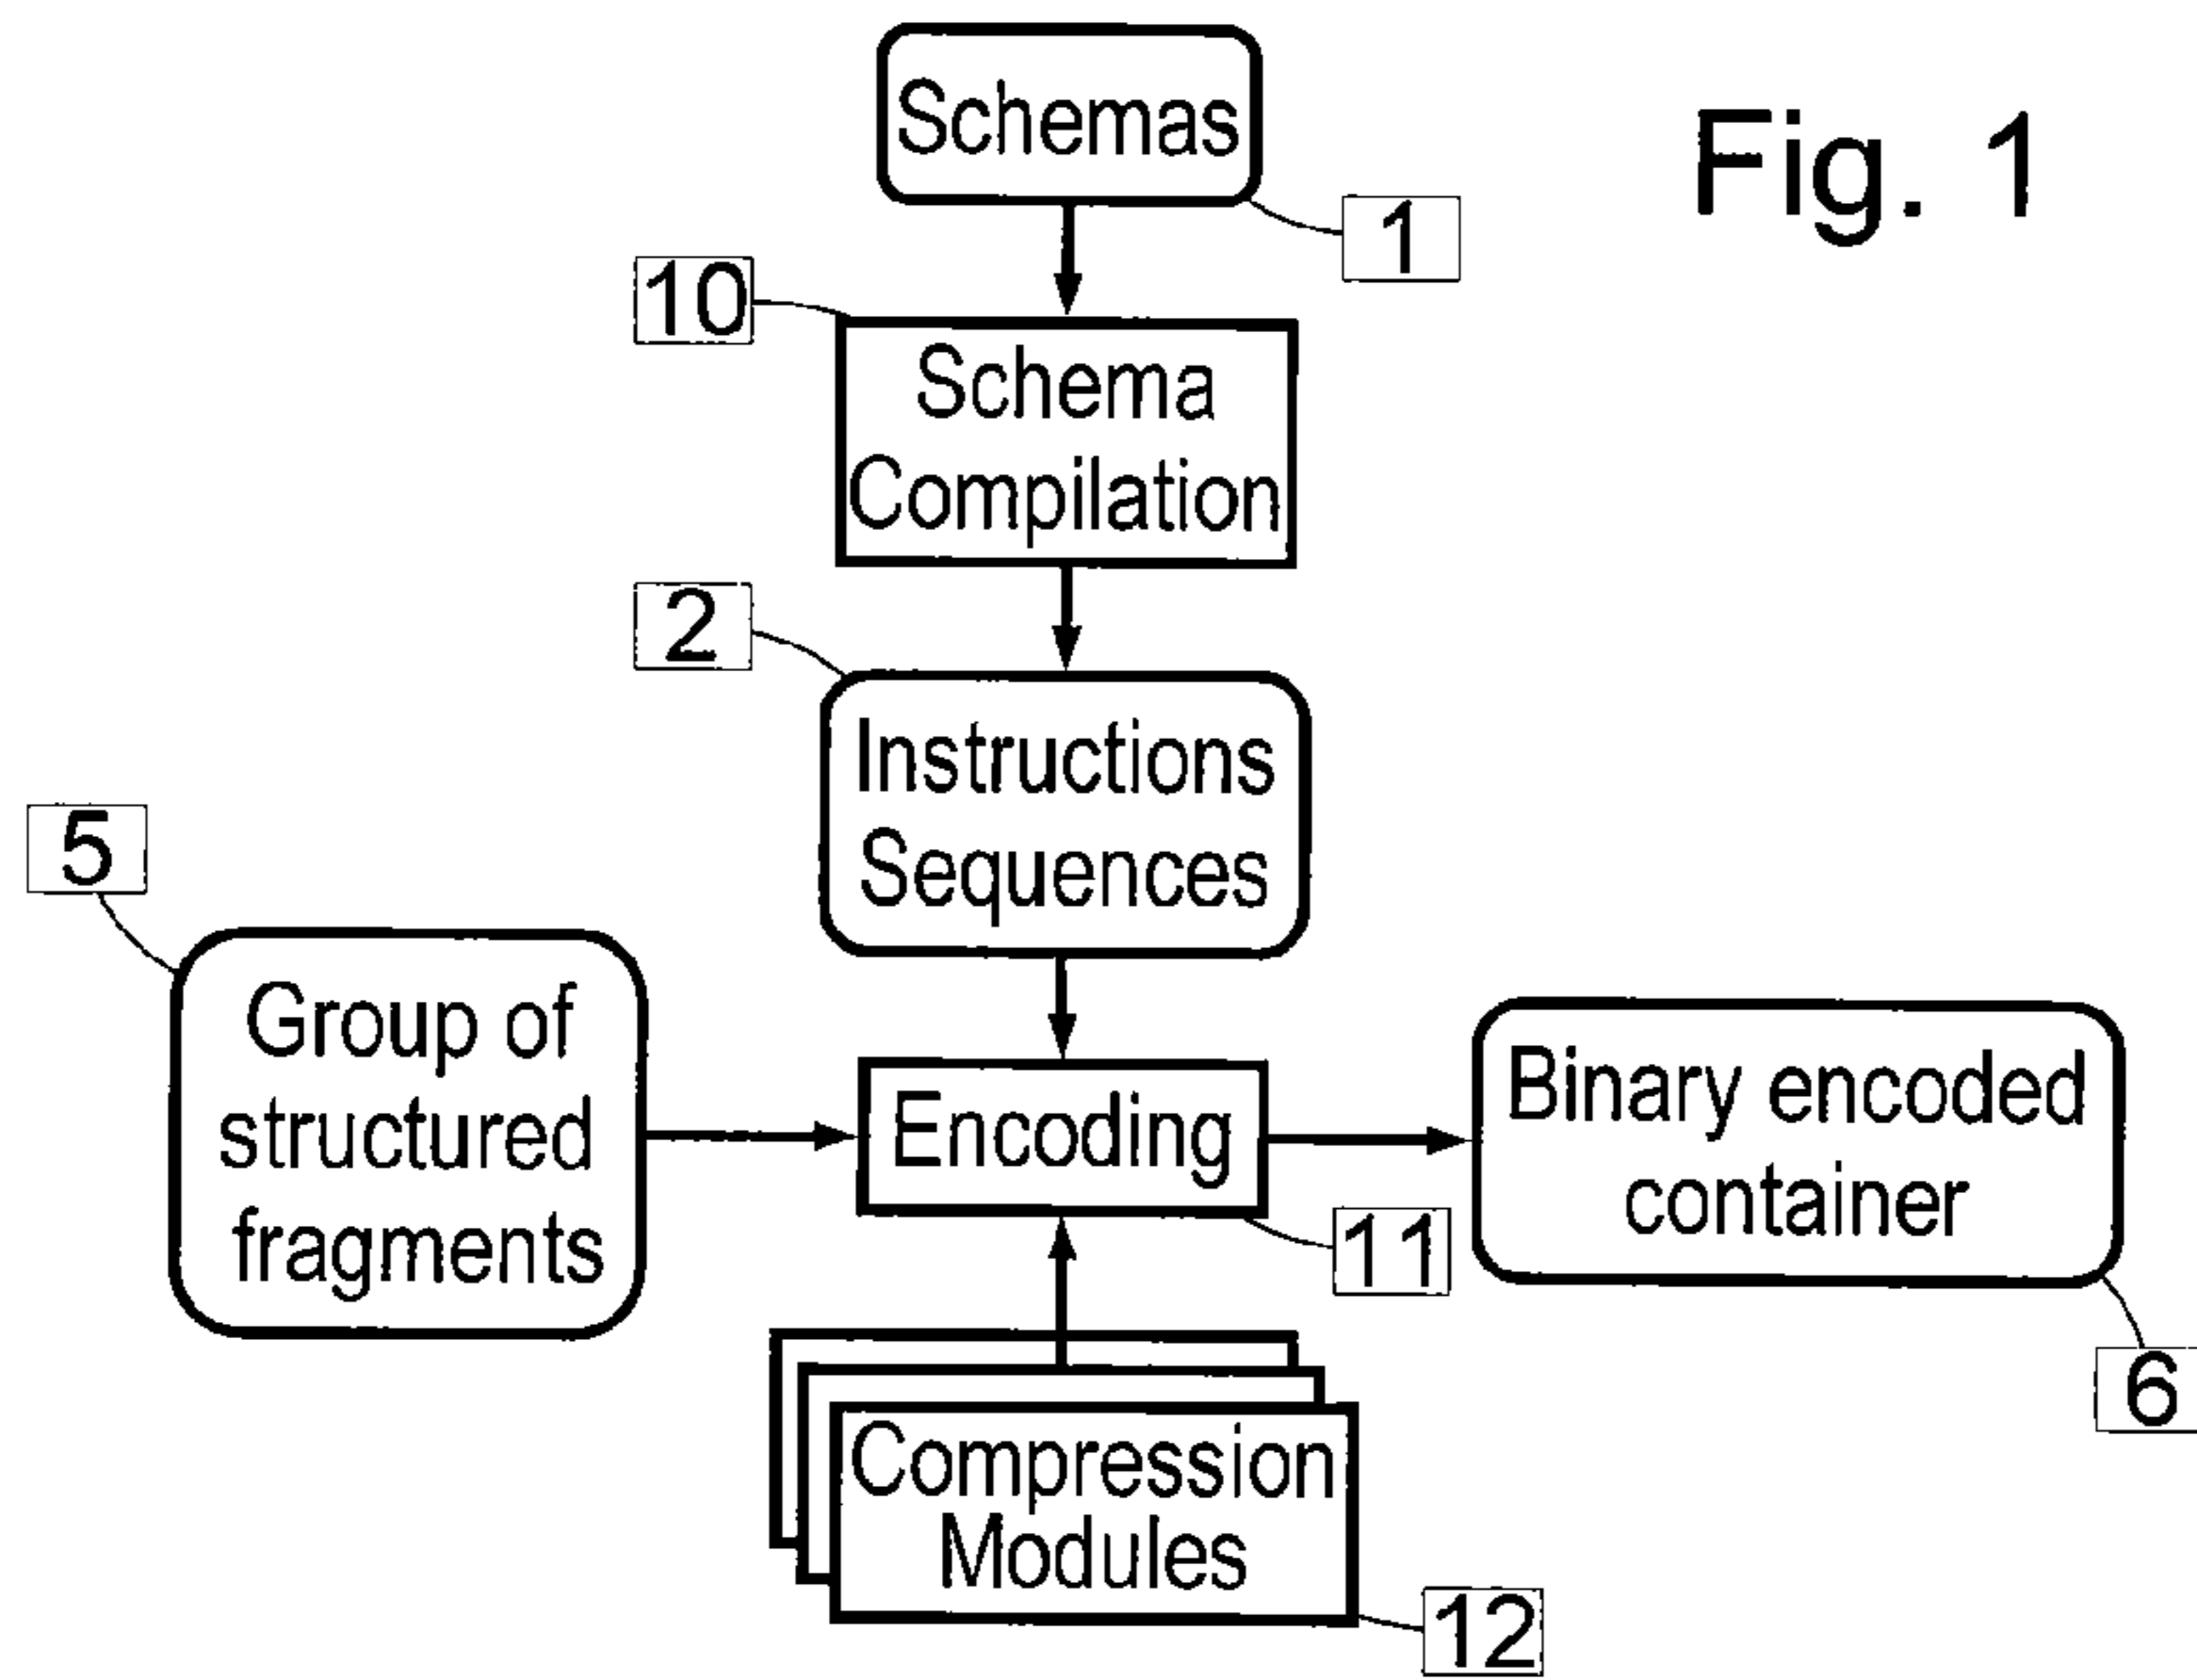 Schemas
Fig. 1
1
10
Schema
Compilation
2
Instructions
Sequences
5
Group of
structured
fragments
Encoding
Binary encoded
container
11
6
Compression
Modules
12